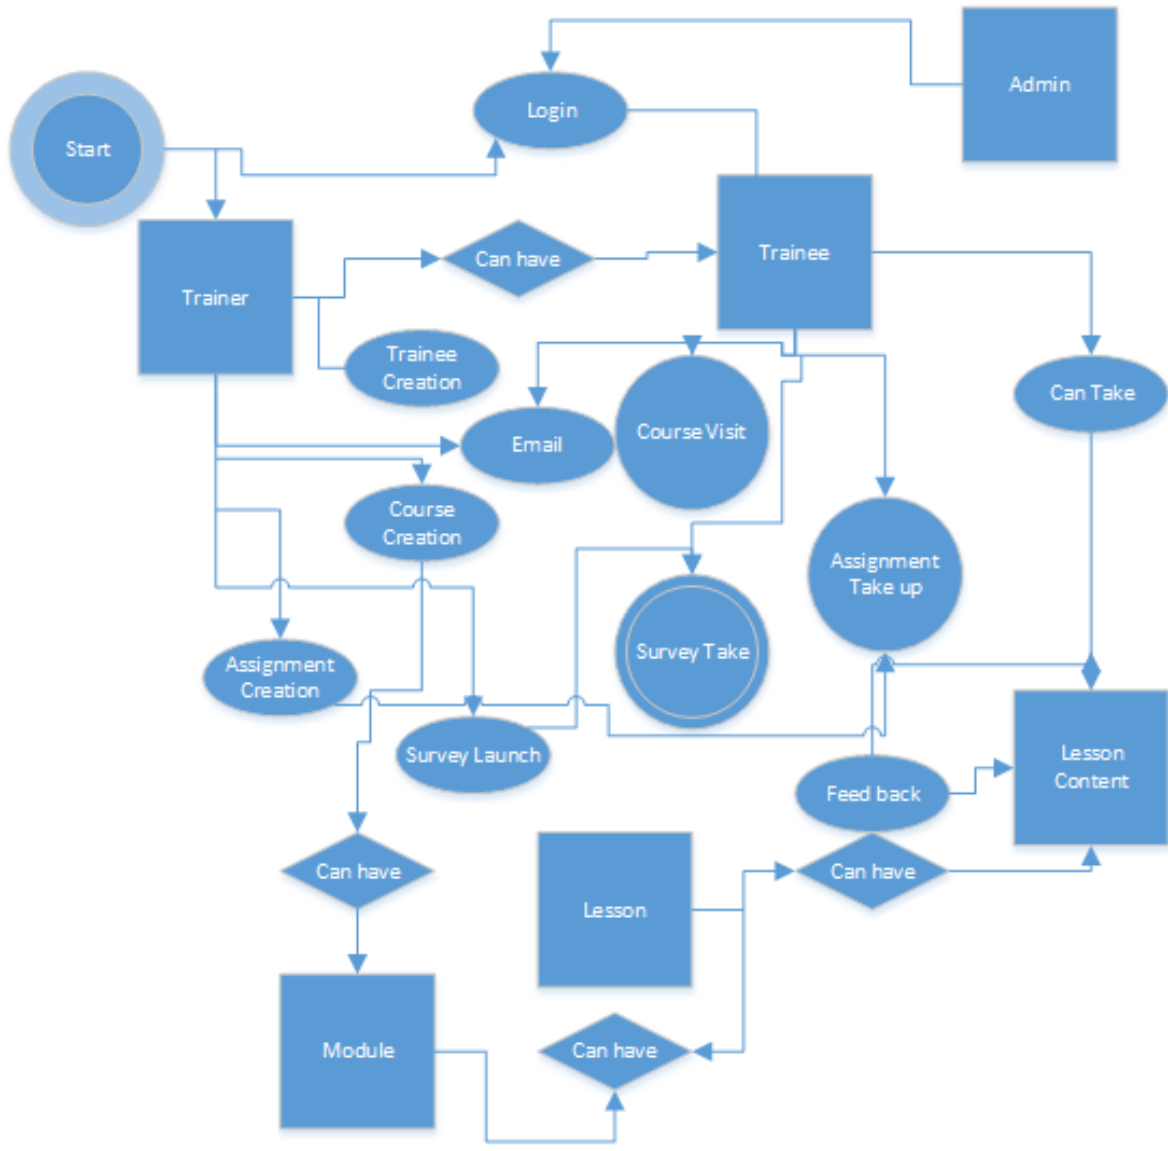 Admin
Login
Start
Trainee
Can have
Trainer
Trainee
Creation
Can Take
Course Visit
Email
Course
Creation
Assignment
Take up
Survey Take
Assignment
Creation
Survey Launch
Lesson
Content
Feed back
Can have
Can have
Lesson
Module
Can have